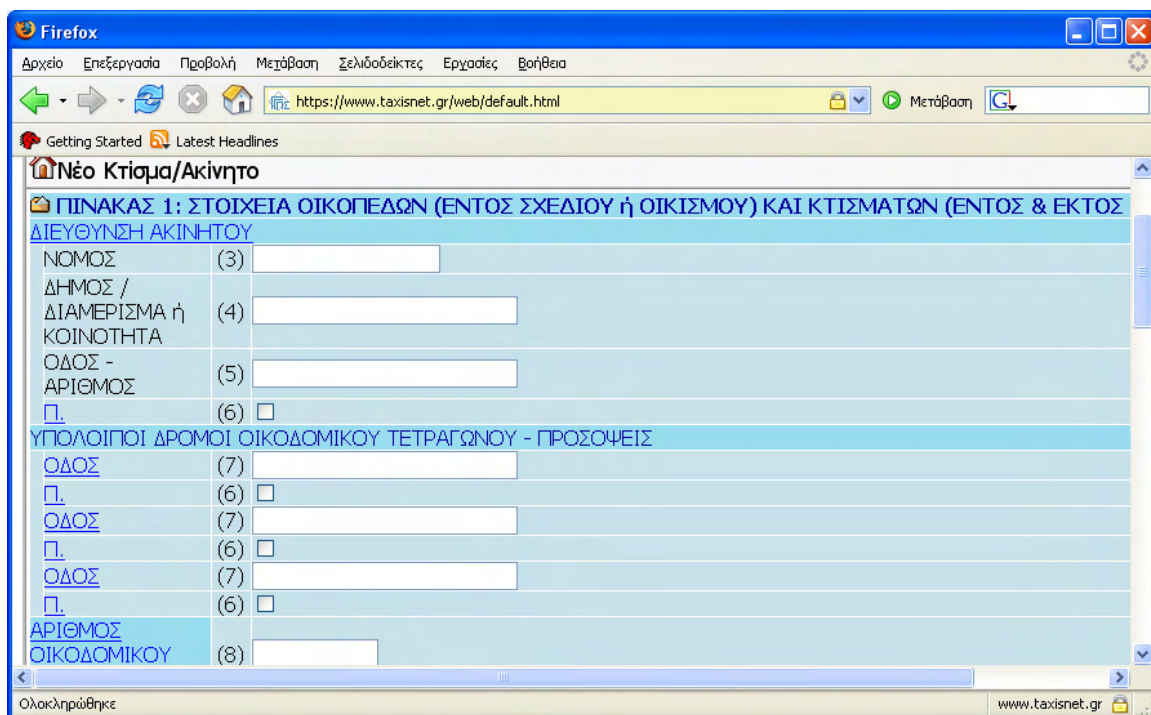 Firefox
Αρχείο Επεξεργασία Προβολή Μετάβαση Σελιδοδείκτες Εργασίες Βοήθεια
https://www.taxisnet.gr/web/default.html Μετάβαση G
Getting Started Latest Headlines
Νέο Κτίσμα/Ακίνητο
ΠΙΝΑΚΑΣ 1: ΣΤΟΙΧΕΙΑ ΟΙΚΟΠΕΔΩΝ (ΕΝΤΟΣ ΣΧΕΔΙΟΥ ή ΟΙΚΙΣΜΟΥ) ΚΑΙ ΚΤΙΣΜΑΤΩΝ (ΕΝΤΟΣ & ΕΚΤΟΣ
ΔΙΕΥΘΥΝΣΗ ΑΚΙΝΗΤΟΥ
ΝΟΜΟΣ (3)
ΔΗΜΟΣ /
ΔΙΑΜΕΡΙΣΜΑ ή (4)
ΚΟΙΝΟΤΗΤΑ
ΟΔΟΣ -
ΑΡΙΘΜΟΣ (5)
Π. (6)
ΥΠΟΛΟΙΠΟΙ ΔΡΟΜΟΙ ΟΙΚΟΔΟΜΙΚΟΥ ΤΕΤΡΑΓΩΝΟΥ - ΠΡΟΣΟΨΕΙΣ
ΟΔΟΣ (7)
Π. (6)
ΟΔΟΣ (7)
Π. (6)
ΟΔΟΣ (7)
Π. (6)
ΑΡΙΘΜΟΣ
ΟΙΚΟΔΟΜΙΚΟΥ (8)
Ολοκληρώθηκε www.taxisnet.gr